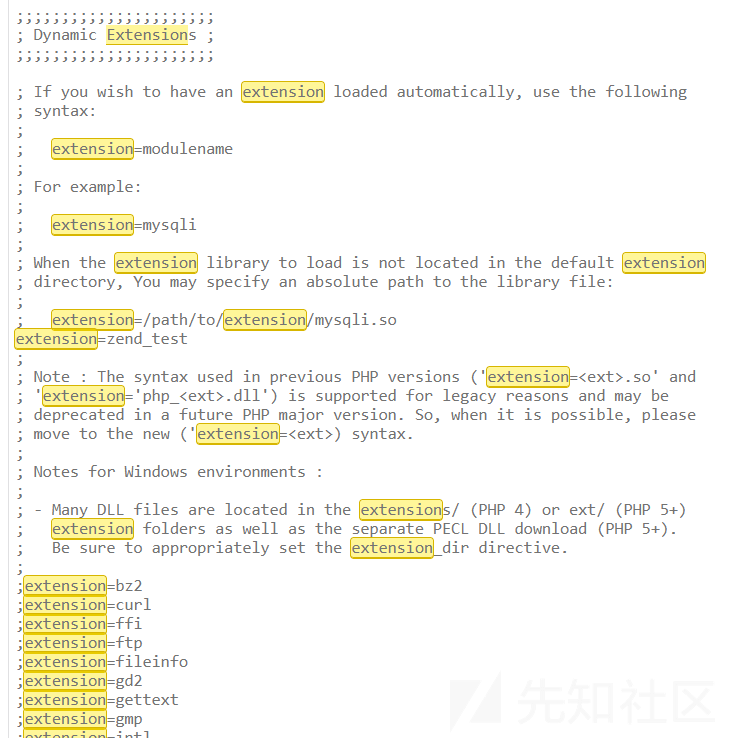 ;;;;;;;;;;;;;;;;;;;;;;
; Dynamic Extensions ;
;;;;;;;;;;;;;;;;;;;;;;
; If you wish to have an extension loaded automatically, use the following
; syntax:
;
;   extension=modulename
;
; For example:
;
;   extension=mysqli
;
; When the extension library to load is not located in the default extension
; directory, You may specify an absolute path to the library file:
;
;   extension=/path/to/extension/mysqli.so
extension=zend_test
;
; Note : The syntax used in previous PHP versions ('extension=<ext>.so' and
; 'extension='php_<ext>.dll') is supported for legacy reasons and may be
; deprecated in a future PHP major version. So, when it is possible, please
; move to the new ('extension=<ext>) syntax.
;
; Notes for Windows environments :
;
; - Many DLL files are located in the extensions/ (PHP 4) or ext/ (PHP 5+)
;   extension folders as well as the separate PECL DLL download (PHP 5+).
;   Be sure to appropriately set the extension_dir directive.
;
;extension=bz2
;extension=curl
;extension=ffi
;extension=ftp
;extension=fileinfo
;extension=gd2
;extension=gettext
;extension=gmp
;extension=intl
先知社区